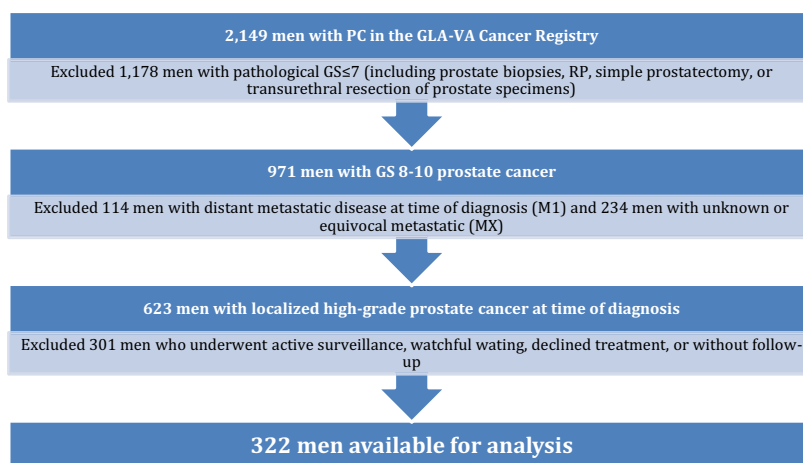 2,149 men with PC in the GLA-VA Cancer Registry
Excluded 1,178 men with pathological GS≤7 (including prostate biopsies, RP, simple prostatectomy, or
transurethral resection of prostate specimens)
971 men with GS 8-10 prostate cancer
Excluded 114 men with distant metastatic disease at time of diagnosis (M1) and 234 men with unknown or
equivocal metastatic (MX)
623 men with localized high-grade prostate cancer at time of diagnosis
Excluded 301 men who underwent active surveillance, watchful wating, declined treatment, or without follow-
up
322 men available for analysis